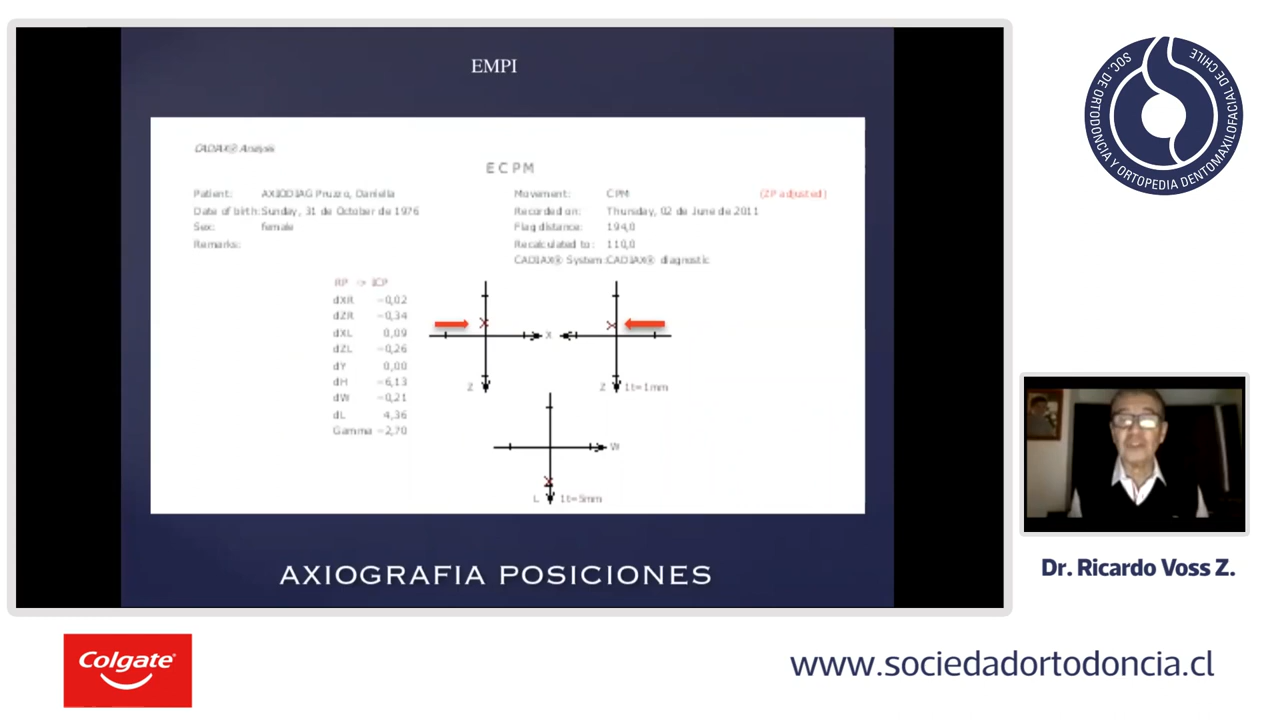 EMPI
CADIAX® Analysis
ECPM
Patient: AXIODIAG Pruzzo, Daniella
Date of birth: Sunday, 31 de October de 1976
Sex: female
Remarks:
Movement: CPM (ZP adjusted)
Recorded on: Thursday, 02 de June de 2011
Flag distance: 194,0
Recalculated to: 110,0
CADIAX® System: CADIAX® diagnostic
RP -> ICP
dXR -0,02
dZR -0,34
dXL 0,09
dZL -0,26
dY 0,00
dH -6,13
dW -0,21
dL 4,36
Gamma -2,70
X
Z
Z 1t=1mm
W
L 1t=5mm
AXIOGRAFIA POSICIONES
SOC. DE ORTODONCIA Y ORTOPEDIA DENTOMAXILOFACIAL DE CHILE
Dr. Ricardo Voss Z.
Colgate®
www.sociedadortodoncia.cl